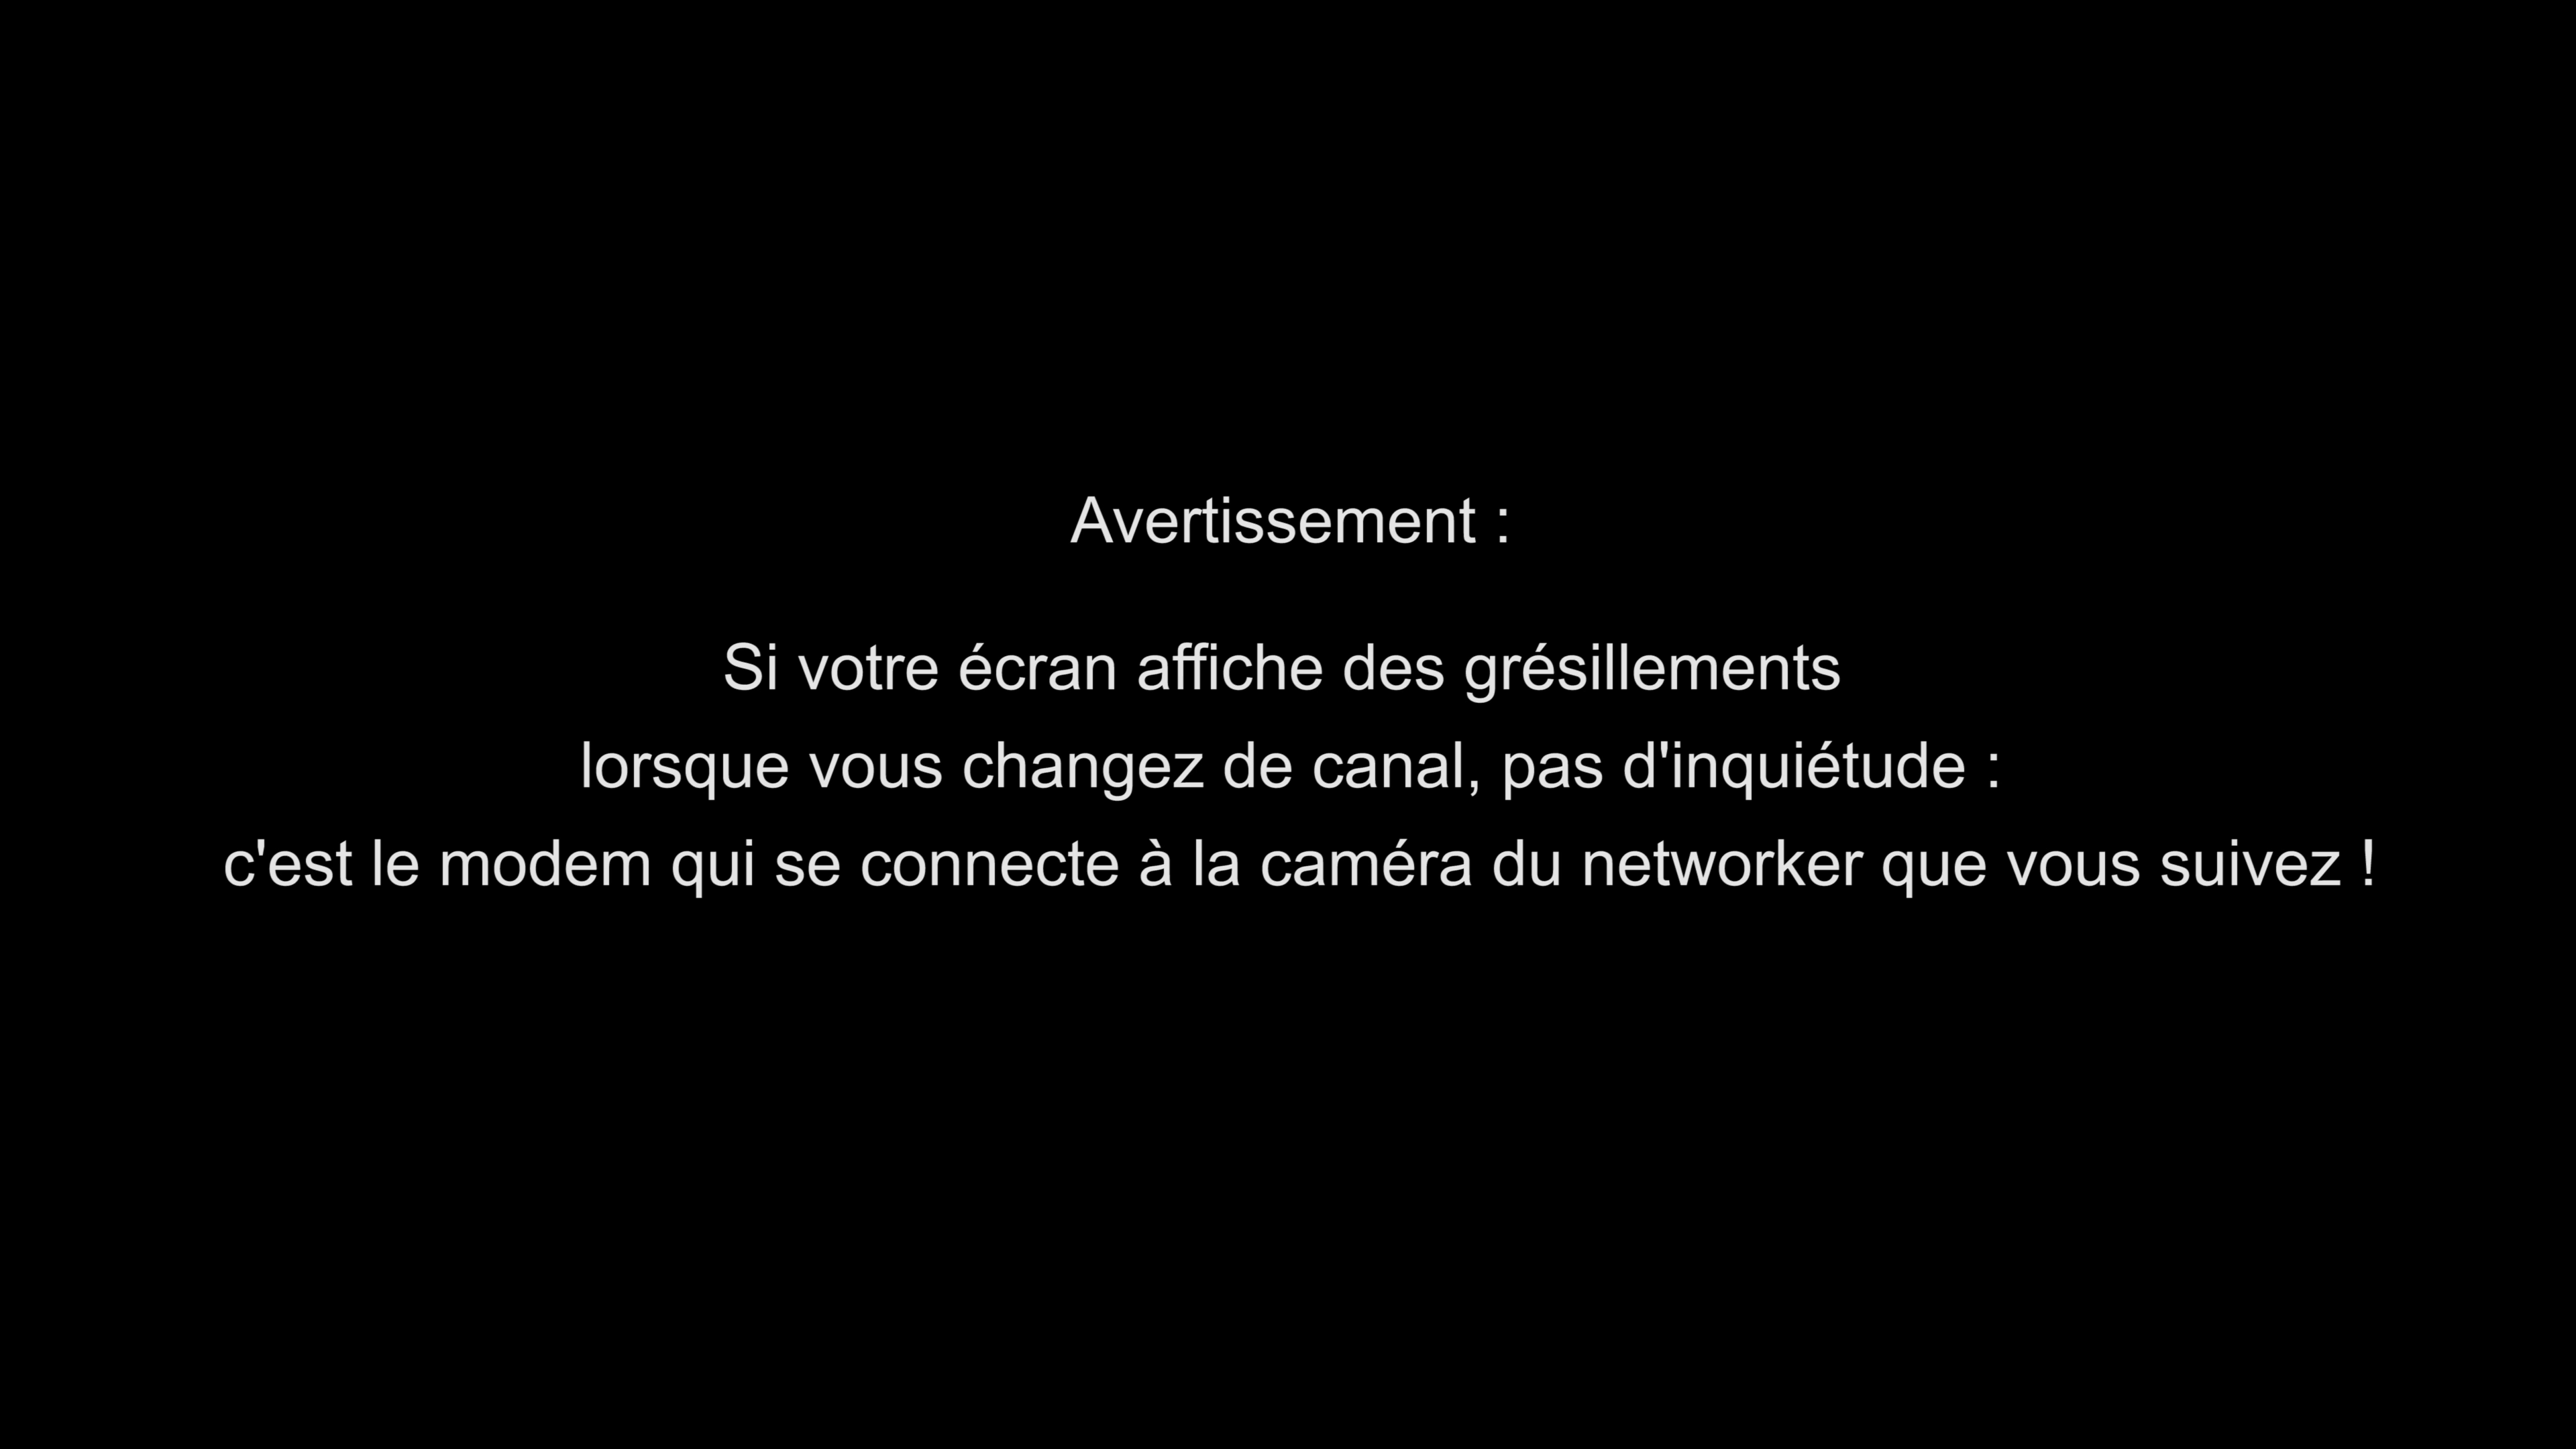 Avertissement :
Si votre écran affiche des grésillements
lorsque vous changez de canal, pas d'inquiétude :
c'est le modem qui se connecte à la caméra du networker que vous suivez !